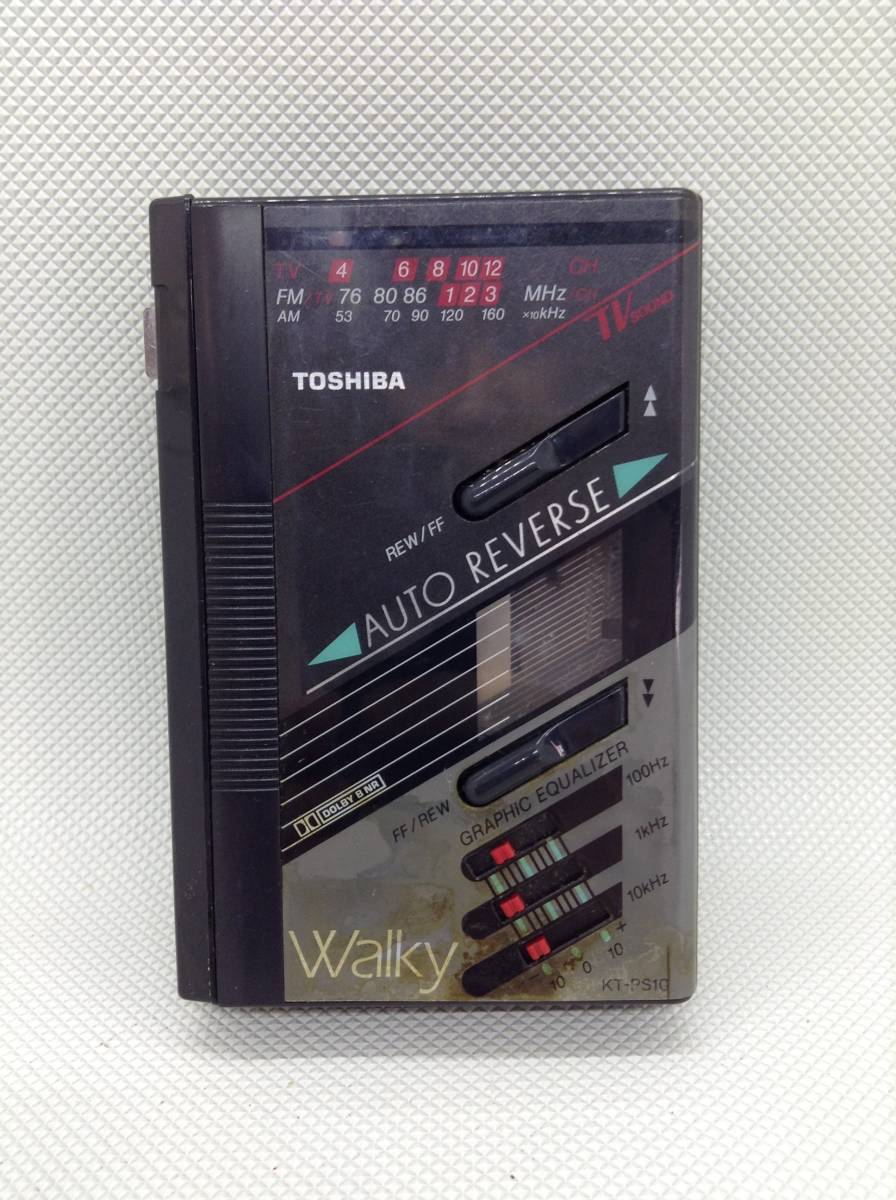 TV 4 6 8 10 12 CH
FM/TV 76 80 86 1 2 3 MHz/CH
AM 53 70 90 120 160 ×10kHz
TV SOUND
TOSHIBA
REW/FF
AUTO REVERSE
DOLBY B NR
FF/REW
GRAPHIC EQUALIZER
100Hz
1kHz
10kHz
+
10 0 10
Walky
KT-PS10